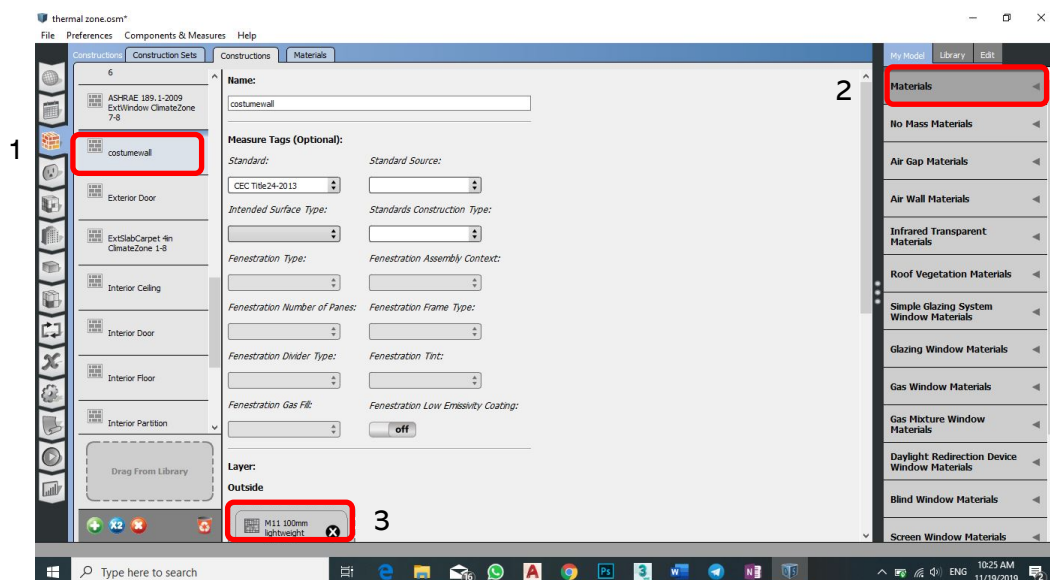 thermal zone.osm*
File Preferences Components & Measures Help
Constructions Construction Sets Constructions Materials
My Model Library Edit
1
2
3
6
ASHRAE 189.1-2009
ExtWindow ClimateZone
7-8
costumewall
Exterior Door
ExtSlabCarpet 4in
ClimateZone 1-8
Interior Ceiling
Interior Door
Interior Floor
Interior Partition
Drag From Library
x2
Name:
costumewall
Measure Tags (Optional):
Standard: Standard Source:
CEC Title24-2013
Intended Surface Type: Standards Construction Type:
Fenestration Type: Fenestration Assembly Context:
Fenestration Number of Panes: Fenestration Frame Type:
Fenestration Divider Type: Fenestration Tint:
Fenestration Gas Fill: Fenestration Low Emissivity Coating:
off
Layer:
Outside
M11 100mm
lightweight
Materials
No Mass Materials
Air Gap Materials
Air Wall Materials
Infrared Transparent
Materials
Roof Vegetation Materials
Simple Glazing System
Window Materials
Glazing Window Materials
Gas Window Materials
Gas Mixture Window
Materials
Daylight Redirection Device
Window Materials
Blind Window Materials
Screen Window Materials
Type here to search
16
A
Ps
3
W
N
ENG
10:25 AM
11/19/2019